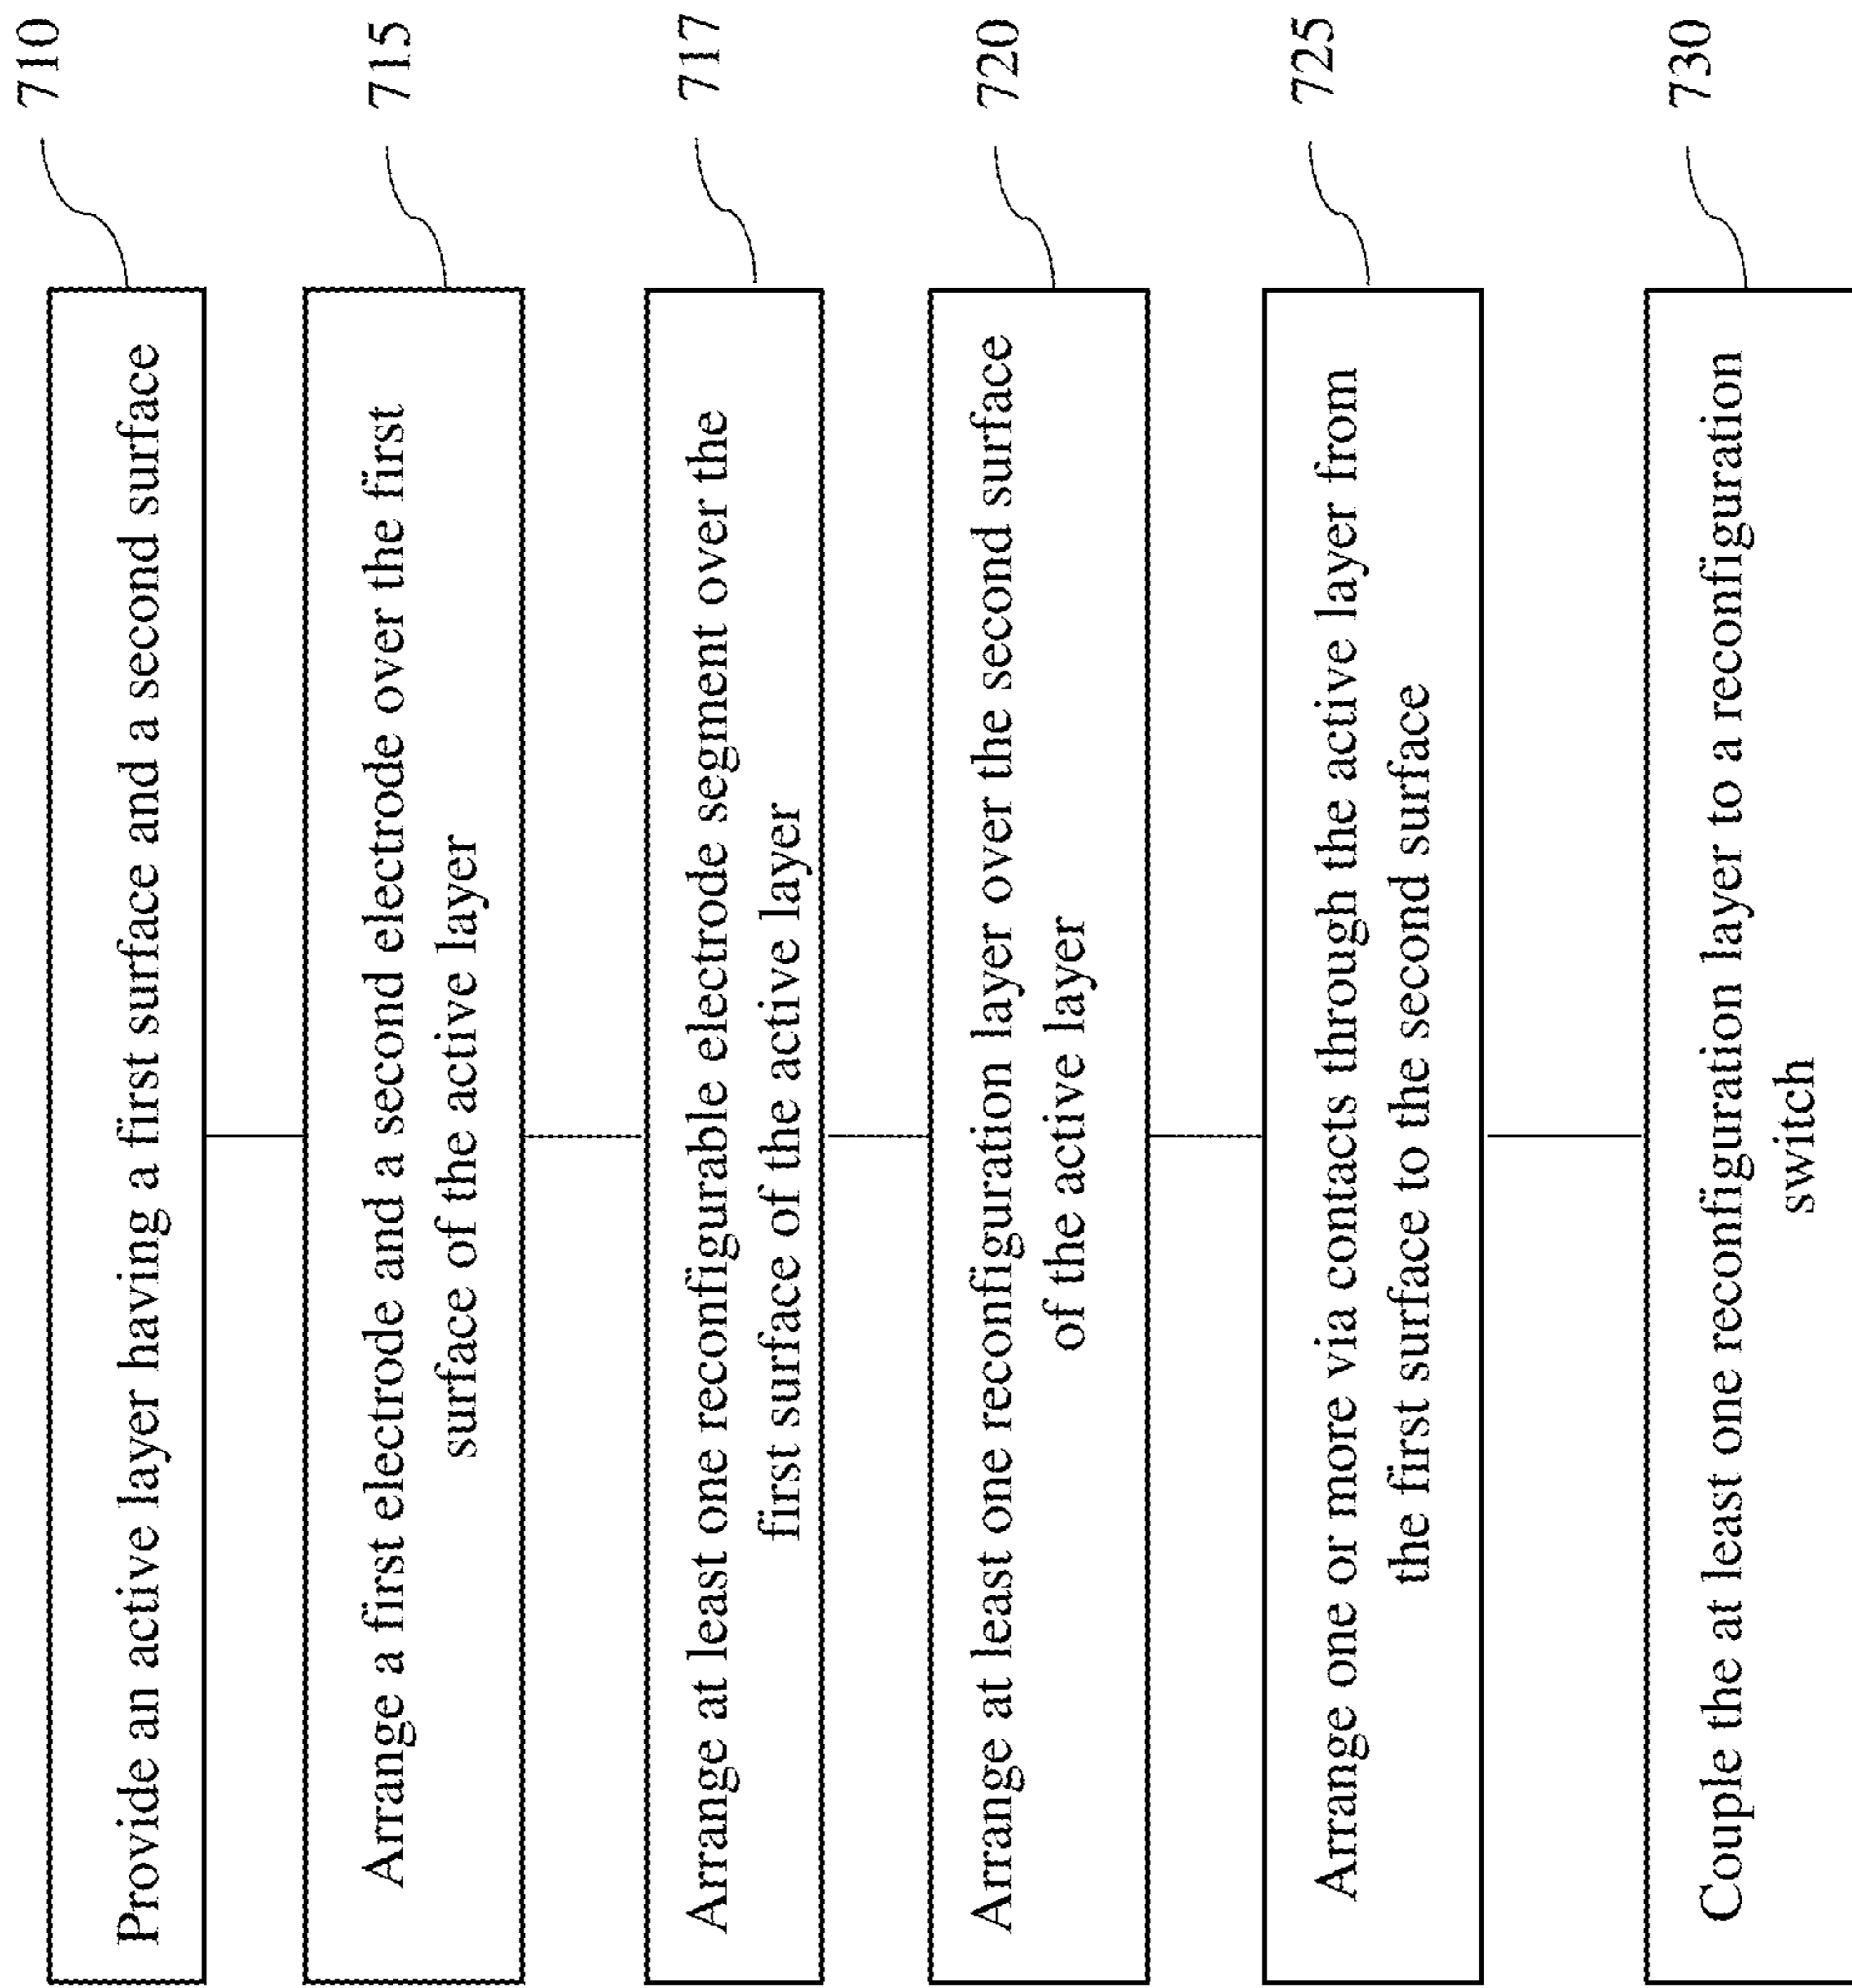 Provide an active layer having a first surface and a second surface
710
Arrange a first electrode and a second electrode over the first
surface of the active layer
715
Arrange at least one reconfigurable electrode segment over the
first surface of the active layer
717
Arrange at least one reconfiguration layer over the second surface
of the active layer
720
Arrange one or more via contacts through the active layer from
the first surface to the second surface
725
Couple the at least one reconfiguration layer to a reconfiguration
switch
730